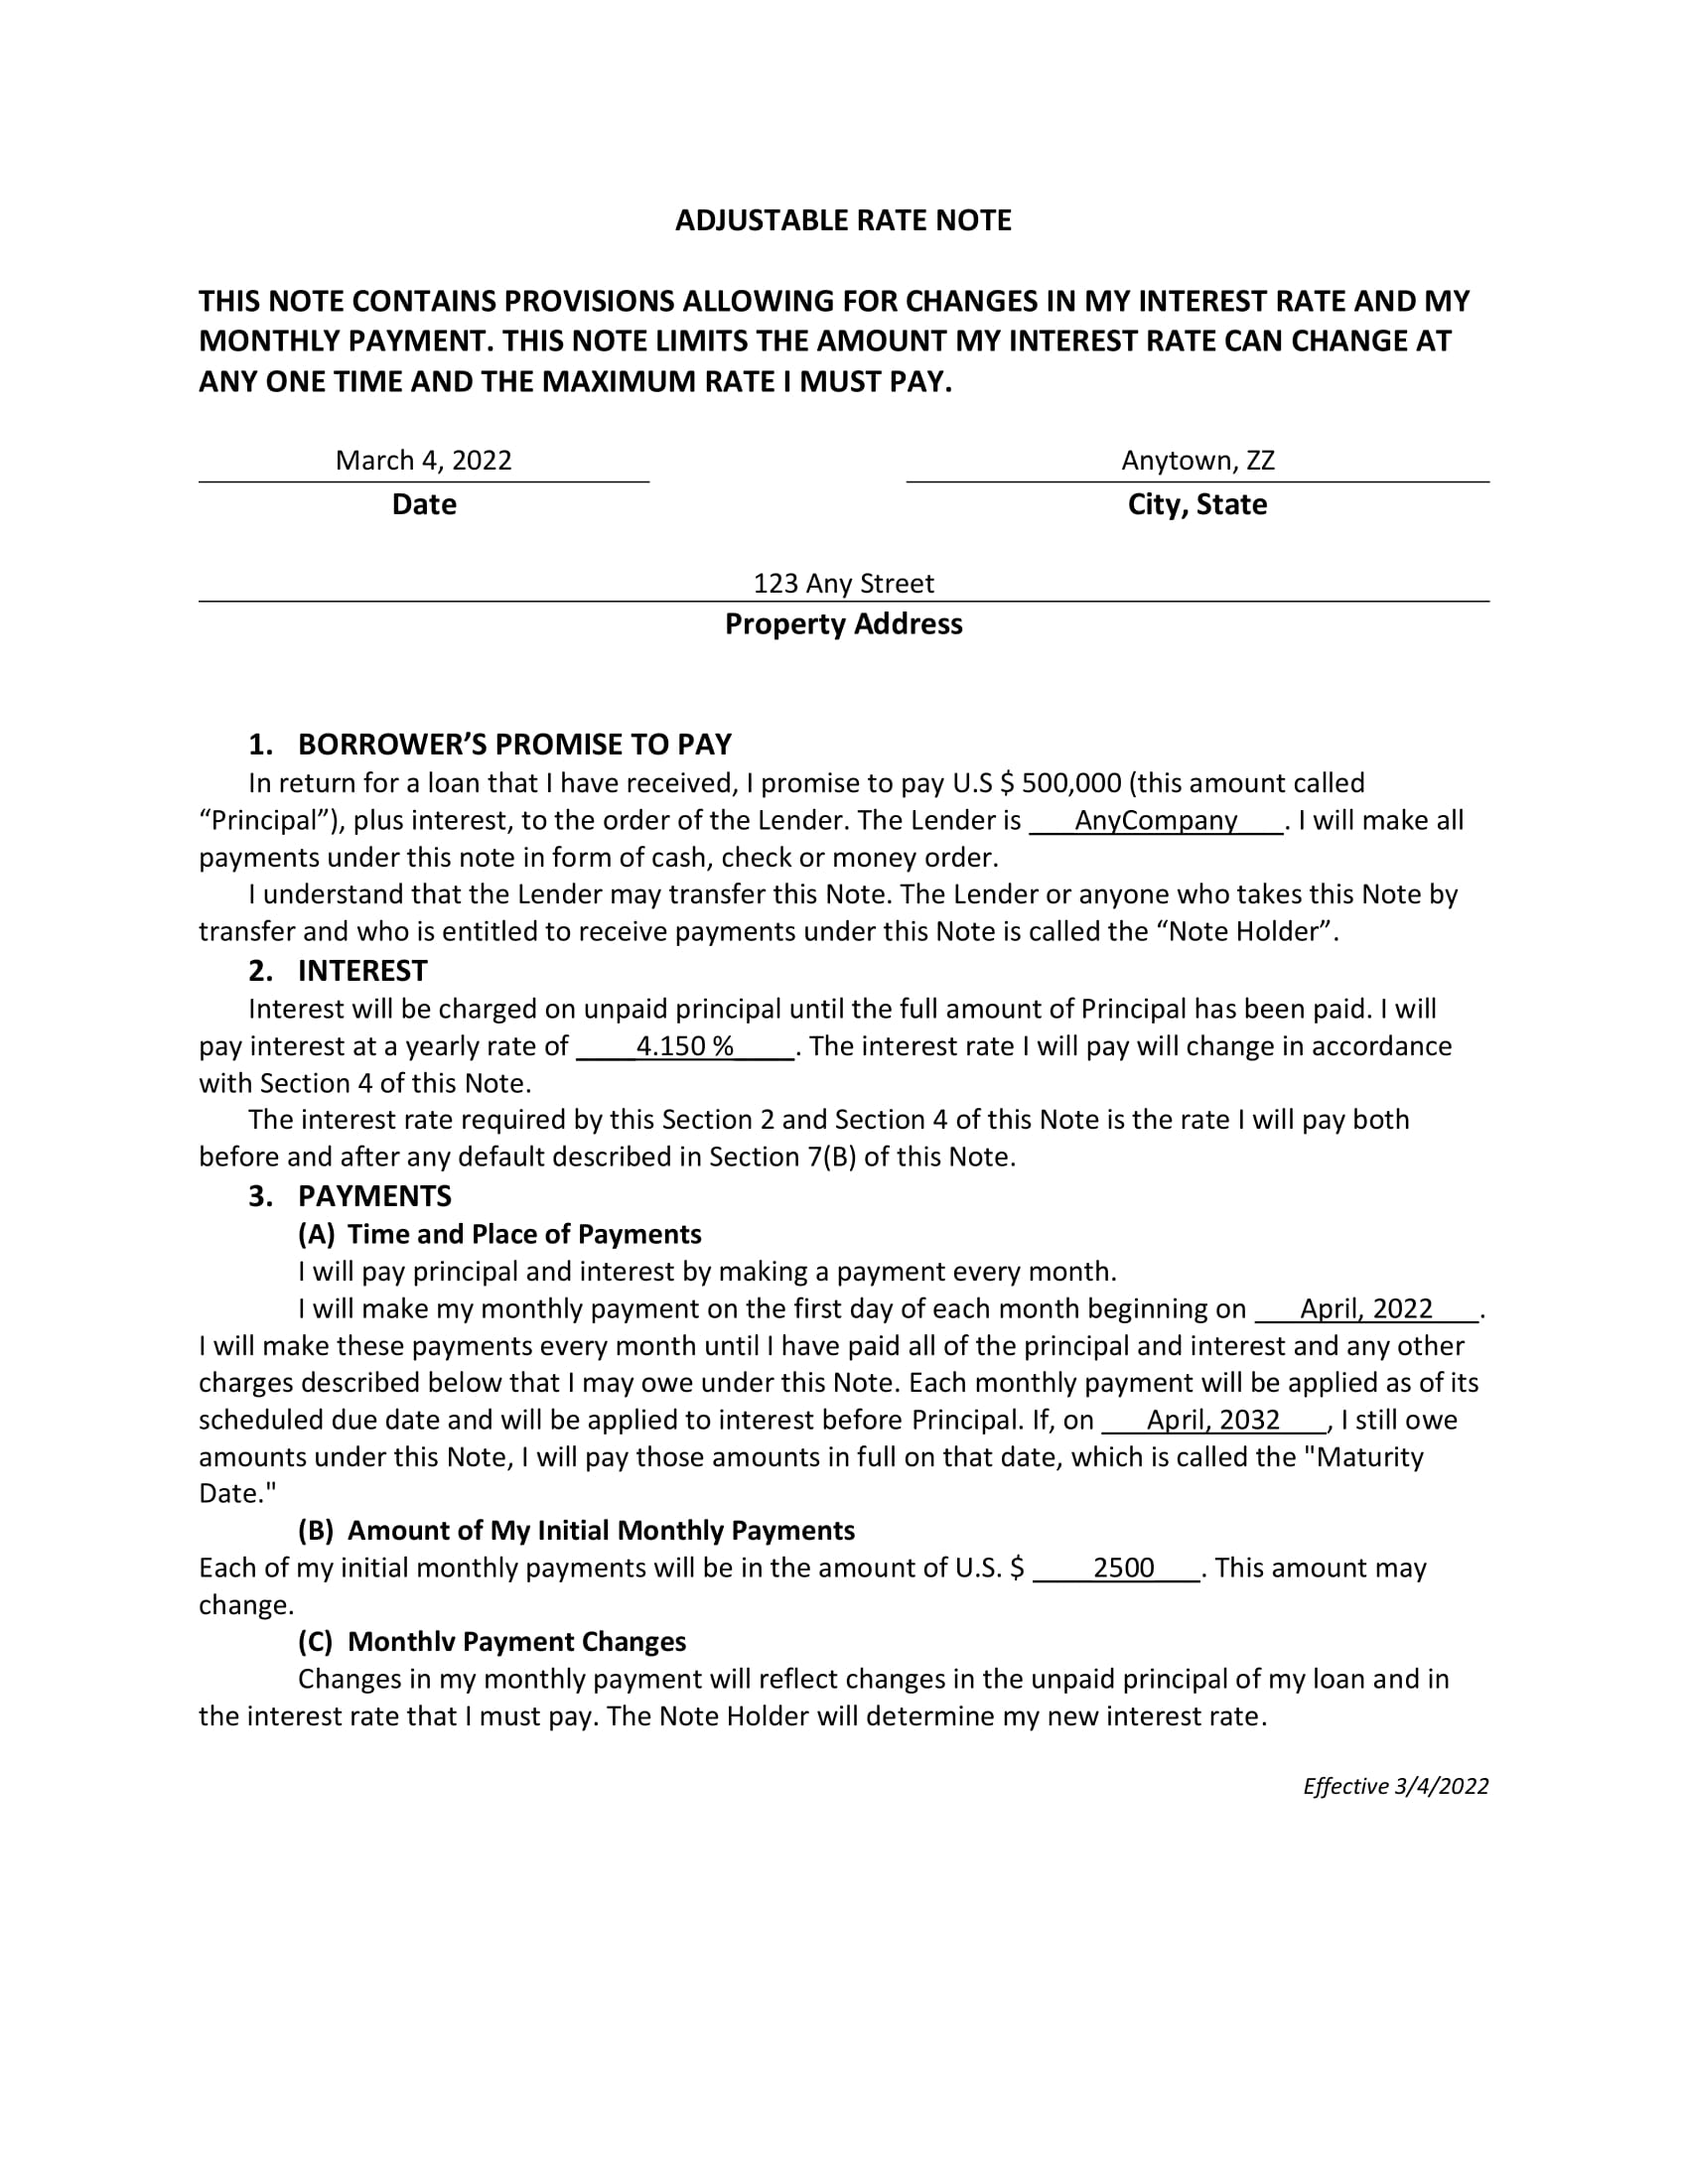 ADJUSTABLE RATE NOTE
THIS NOTE CONTAINS PROVISIONS ALLOWING FOR CHANGES IN MY INTEREST RATE AND MY
MONTHLY PAYMENT. THIS NOTE LIMITS THE AMOUNT MY INTEREST RATE CAN CHANGE AT
ANY ONE TIME AND THE MAXIMUM RATE I MUST PAY.
March 4, 2022 Anytown, ZZ
Date City, State
123 Any Street
Property Address
1. BORROWER’S PROMISE TO PAY
In return for a loan that I have received, I promise to pay U.S $ 500,000 (this amount called
“Principal”), plus interest, to the order of the Lender. The Lender is ___AnyCompany___. I will make all
payments under this note in form of cash, check or money order.
I understand that the Lender may transfer this Note. The Lender or anyone who takes this Note by
transfer and who is entitled to receive payments under this Note is called the “Note Holder”.
2. INTEREST
Interest will be charged on unpaid principal until the full amount of Principal has been paid. I will
pay interest at a yearly rate of ____4.150 %____. The interest rate I will pay will change in accordance
with Section 4 of this Note.
The interest rate required by this Section 2 and Section 4 of this Note is the rate I will pay both
before and after any default described in Section 7(B) of this Note.
3. PAYMENTS
(A) Time and Place of Payments
I will pay principal and interest by making a payment every month.
I will make my monthly payment on the first day of each month beginning on ___April, 2022___.
I will make these payments every month until I have paid all of the principal and interest and any other
charges described below that I may owe under this Note. Each monthly payment will be applied as of its
scheduled due date and will be applied to interest before Principal. If, on ___April, 2032___, I still owe
amounts under this Note, I will pay those amounts in full on that date, which is called the "Maturity
Date."
(B) Amount of My Initial Monthly Payments
Each of my initial monthly payments will be in the amount of U.S. $ ____2500___. This amount may
change.
(C) Monthlv Payment Changes
Changes in my monthly payment will reflect changes in the unpaid principal of my loan and in
the interest rate that I must pay. The Note Holder will determine my new interest rate.
Effective 3/4/2022